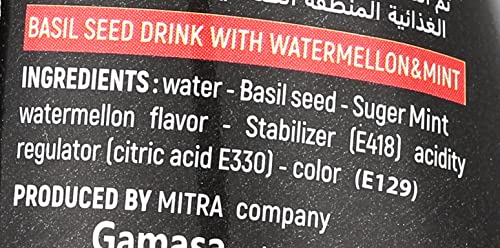 الغذائية المنطقة
BASIL SEED DRINK WITH WATERMELLON&MINT
INGREDIENTS : water - Basil seed - Suger Mint
watermellon flavor - Stabilizer (E418) acidity
regulator (citric acid E330) - color (E129)
PRODUCED BY MITRA company
Gamasa